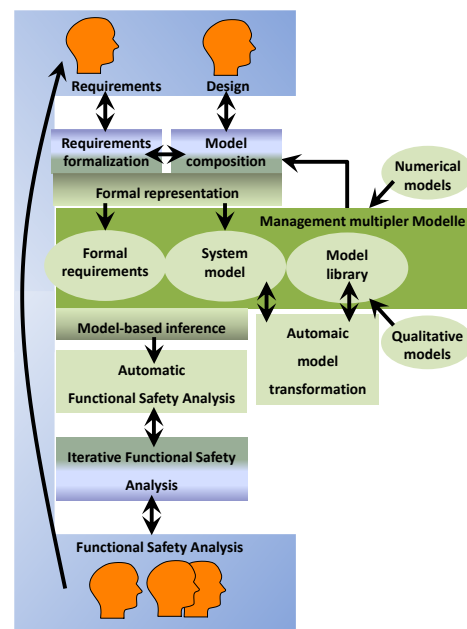 Requirements
Design
Requirements
formalization
Model
composition
Formal representation
Numerical
models
Management multipler Modelle
Formal
requirements
System
model
Model
library
Model-based inference
Qualitative
models
Automaic
model
transformation
Automatic
Functional Safety Analysis
Iterative Functional Safety
Analysis
Functional Safety Analysis